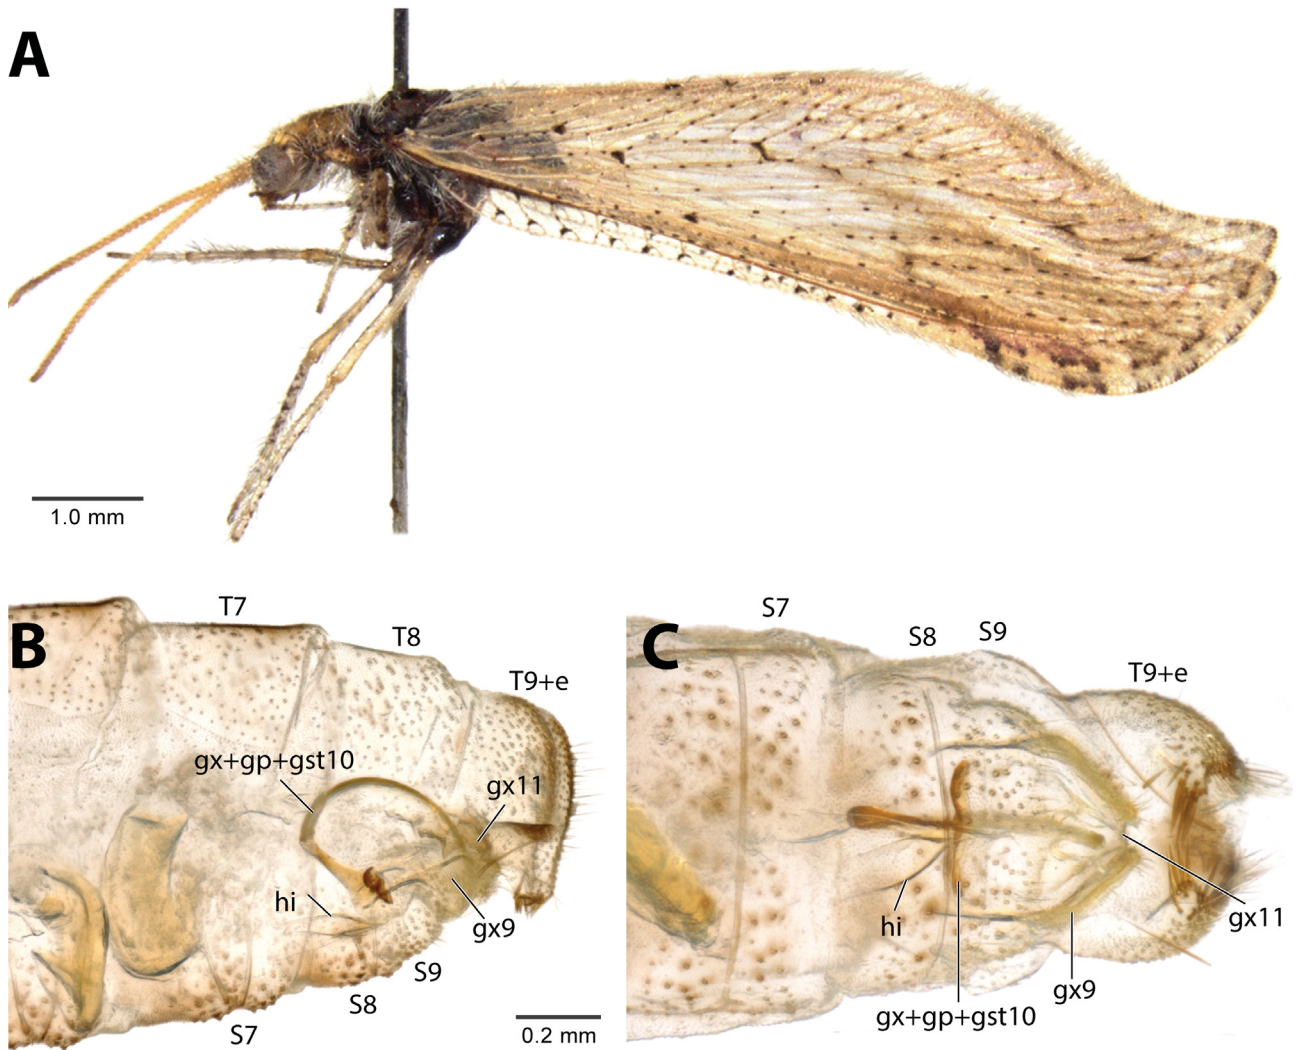 A
1.0 mm
B
T7
T8
T9+e
gx+gp+gst10
gx11
hi
gx9
S9
S8
S7
0.2 mm
C
S7
S8
S9
T9+e
hi
gx11
gx9
gx+gp+gst10